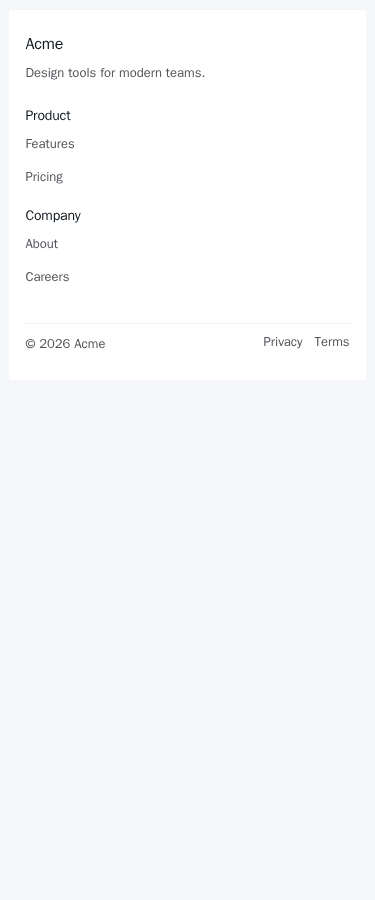 Acme
Design tools for modern teams.
Product
Features
Pricing
Company
About
Careers
© 2026 Acme
Privacy Terms